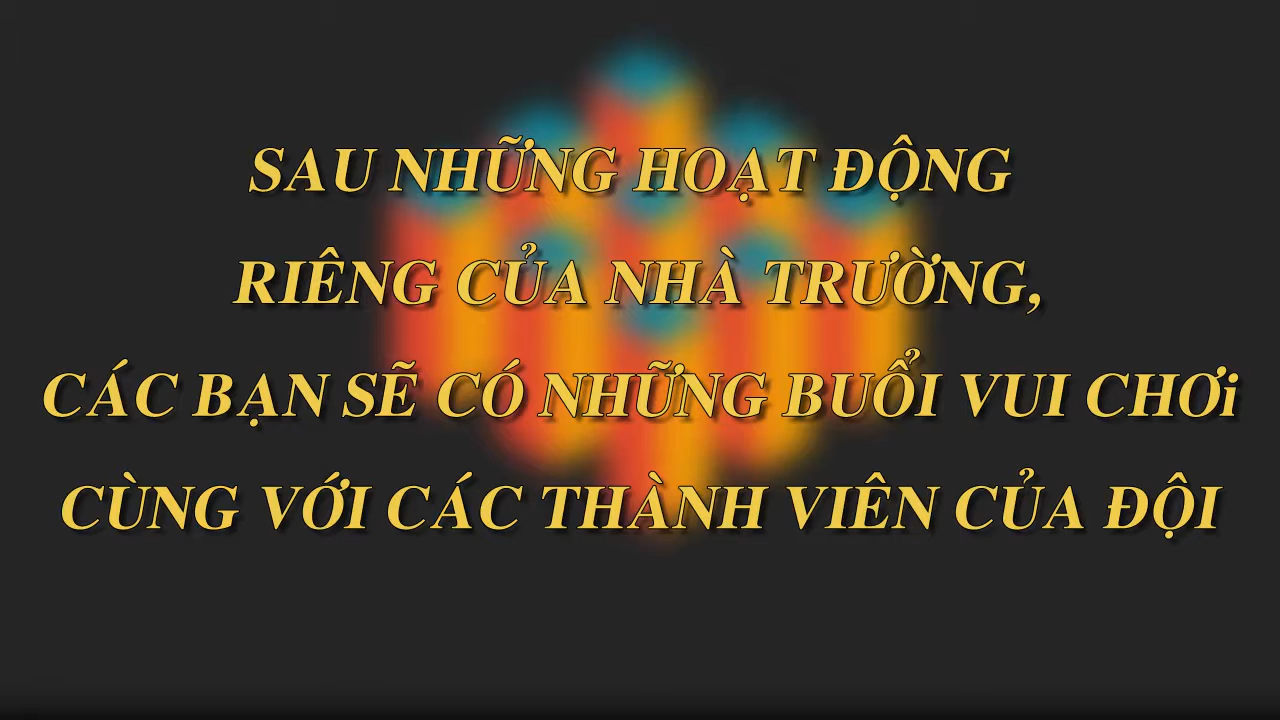 SAU NHỮNG HOẠT ĐỘNG
RIÊNG CỦA NHÀ TRƯỜNG,
CÁC BẠN SẼ CÓ NHỮNG BUỔI VUI CHƠi
CÙNG VỚI CÁC THÀNH VIÊN CỦA ĐỘI